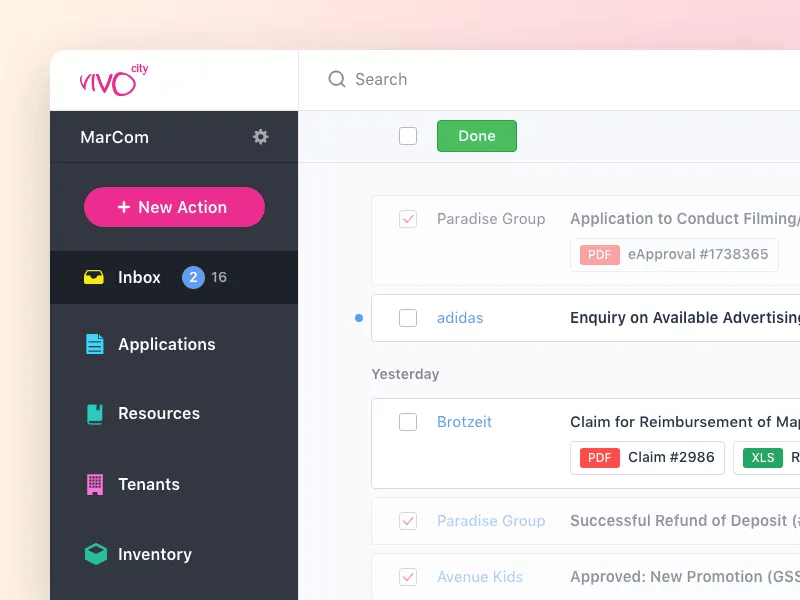 VIVO city
Search
MarCom
Done
+ New Action
Paradise Group Application to Conduct Filming/
PDF eApproval #1738365
Inbox 2 16
adidas Enquiry on Available Advertising
Applications
Yesterday
Resources
Brotzeit Claim for Reimbursement of Ma
PDF Claim #2986 XLS R
Tenants
Paradise Group Successful Refund of Deposit (
Inventory
Avenue Kids Approved: New Promotion (GSS